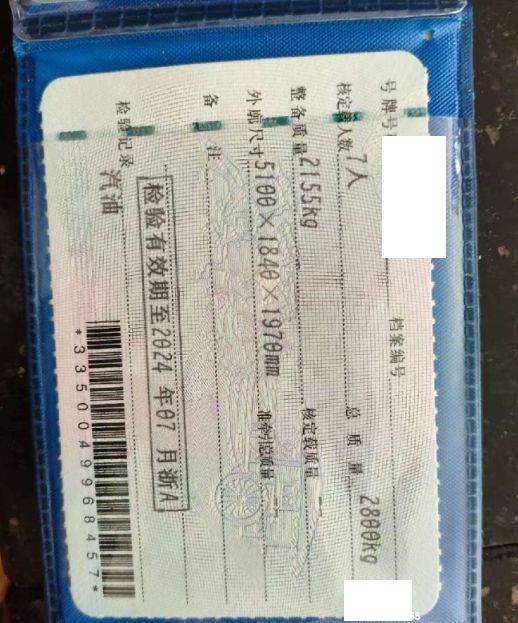 号牌号 档案编号
核定载人数 7人 总质量 2800kg
整备质量 2155kg 核定载质量
外廓尺寸 5100×1840×1970mm 准牵引总质量
备注
检验有效期至2024年07月浙A
检验记录 汽油
*3350049968457*